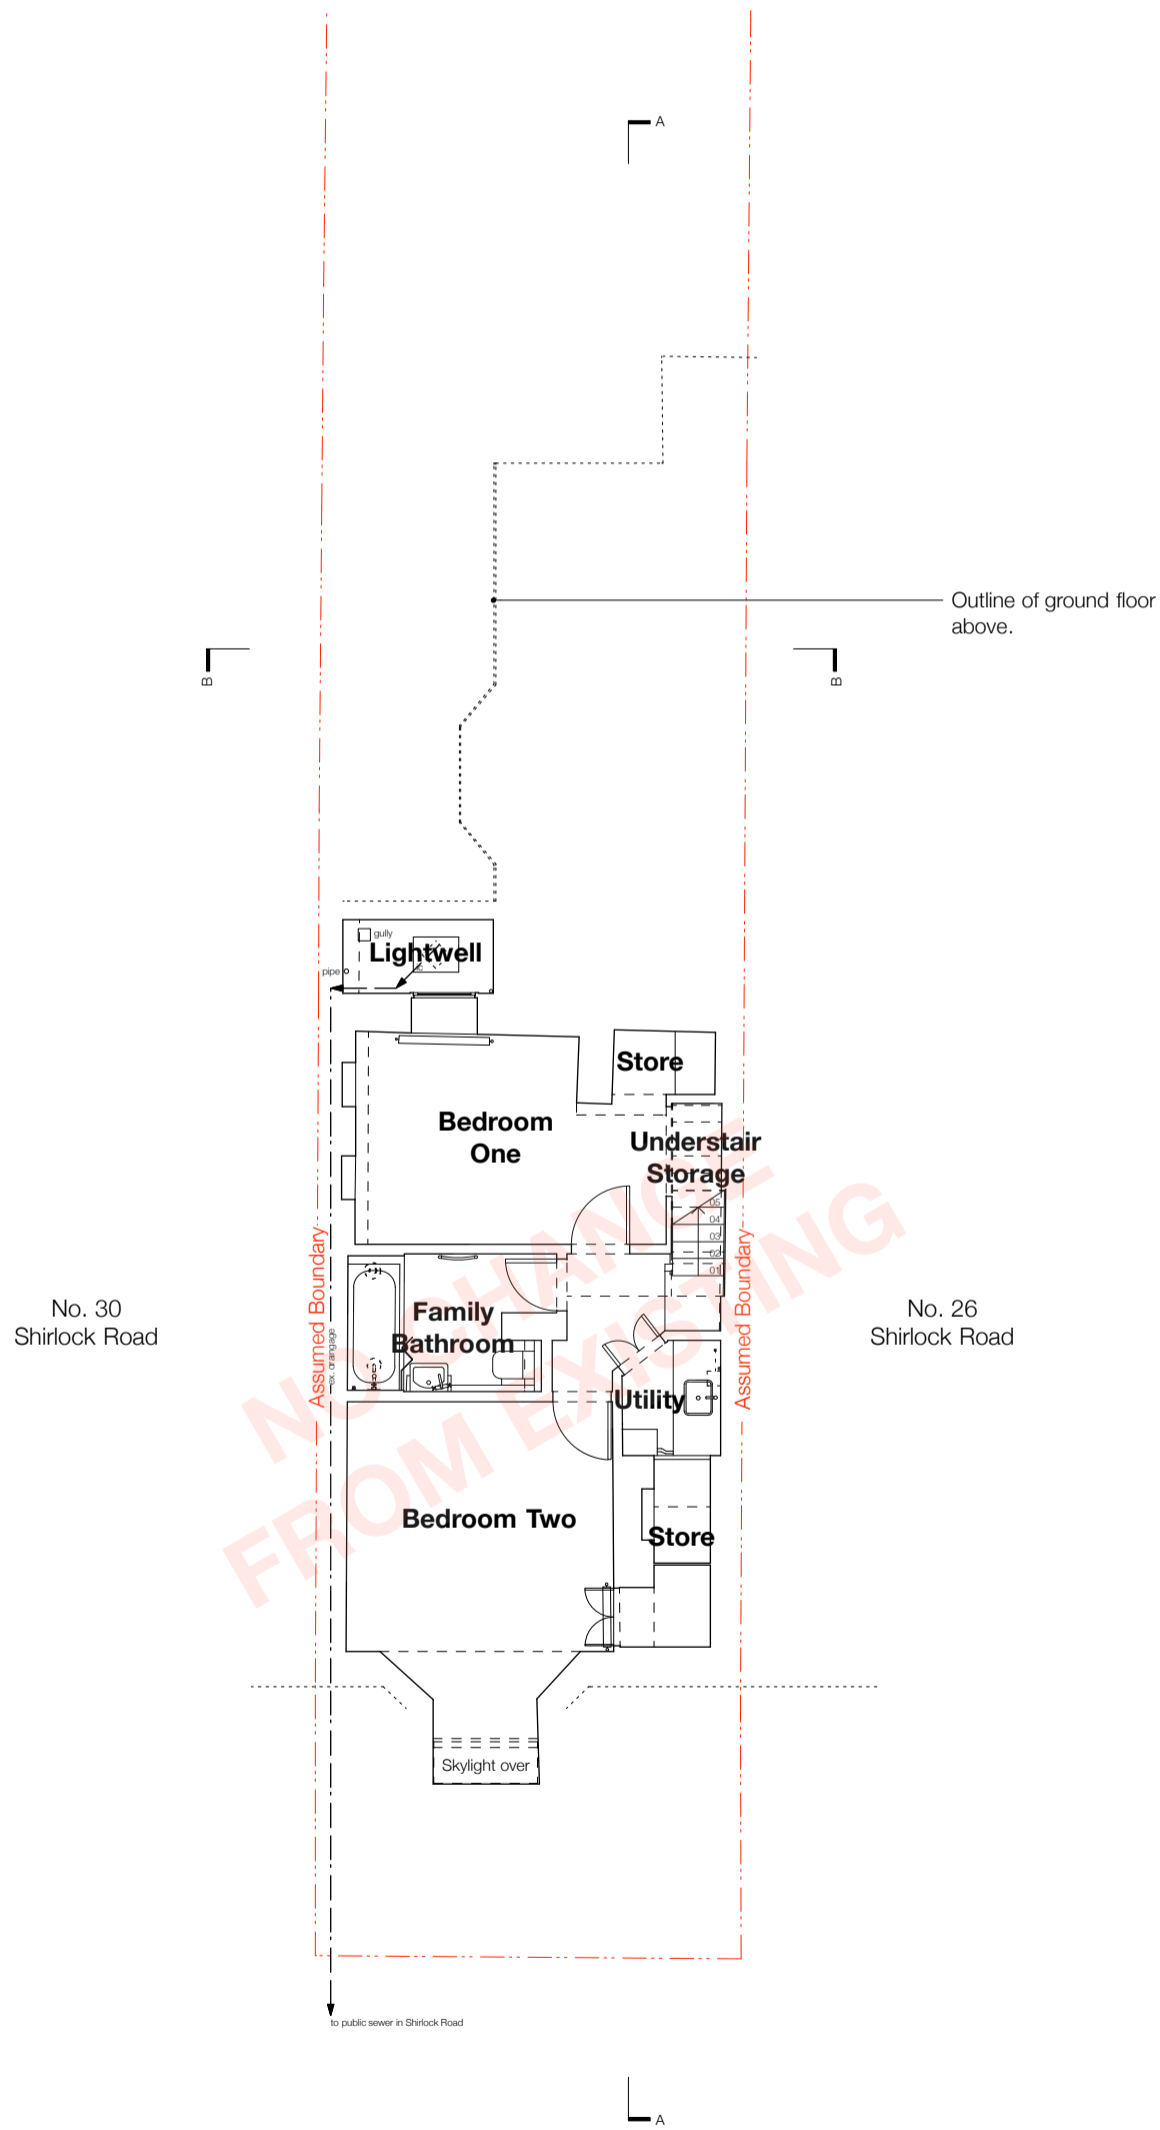 A
Outline of ground floor
above.
B
B
gully
Lightwell
pipe
Store
Bedroom
One
Understair
Storage
05
04
03
02
01
Assumed Boundary
Assumed Boundary
No. 30
Shirlock Road
No. 26
Shirlock Road
Family
Bathroom
ex. draingage
Utility
NO CHANGE
FROM EXISTING
Bedroom Two
Store
Skylight over
to public sewer in Shirlock Road
A